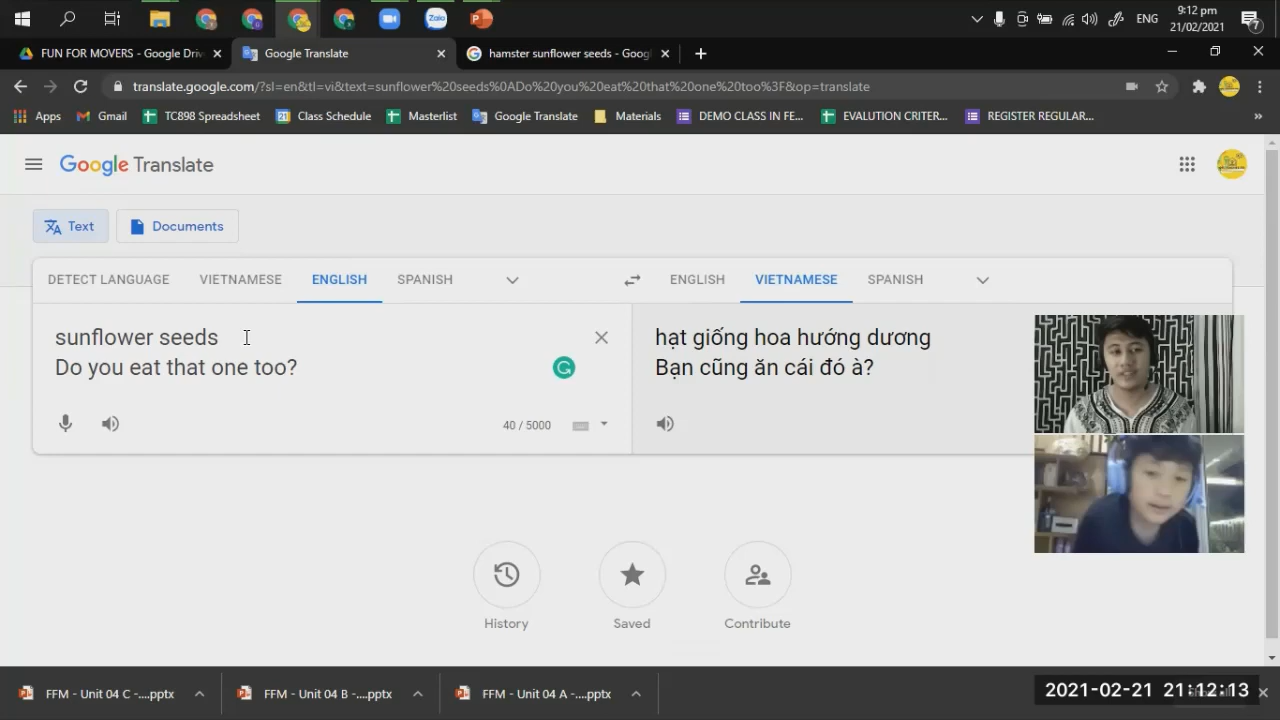 ENG
9:12 pm
21/02/2021
7
FUN FOR MOVERS - Google Driv
Google Translate
hamster sunflower seeds - Goog
translate.google.com/?sl=en&tl=vi&text=sunflower%20seeds%0ADo%20you%20eat%20that%20one%20too%3F&op=translate
Apps
Gmail
TC898 Spreadsheet
21
Class Schedule
Masterlist
Google Translate
Materials
DEMO CLASS IN FE...
EVALUTION CRITER...
REGISTER REGULAR...
Google Translate
Text
Documents
DETECT LANGUAGE
VIETNAMESE
ENGLISH
SPANISH
ENGLISH
VIETNAMESE
SPANISH
sunflower seeds
Do you eat that one too?
hạt giống hoa hướng dương
Bạn cũng ăn cái đó à?
40 / 5000
History
Saved
Contribute
FFM - Unit 04 C -....pptx
FFM - Unit 04 B -....pptx
FFM - Unit 04 A -....pptx
2021-02-21 21:12:13